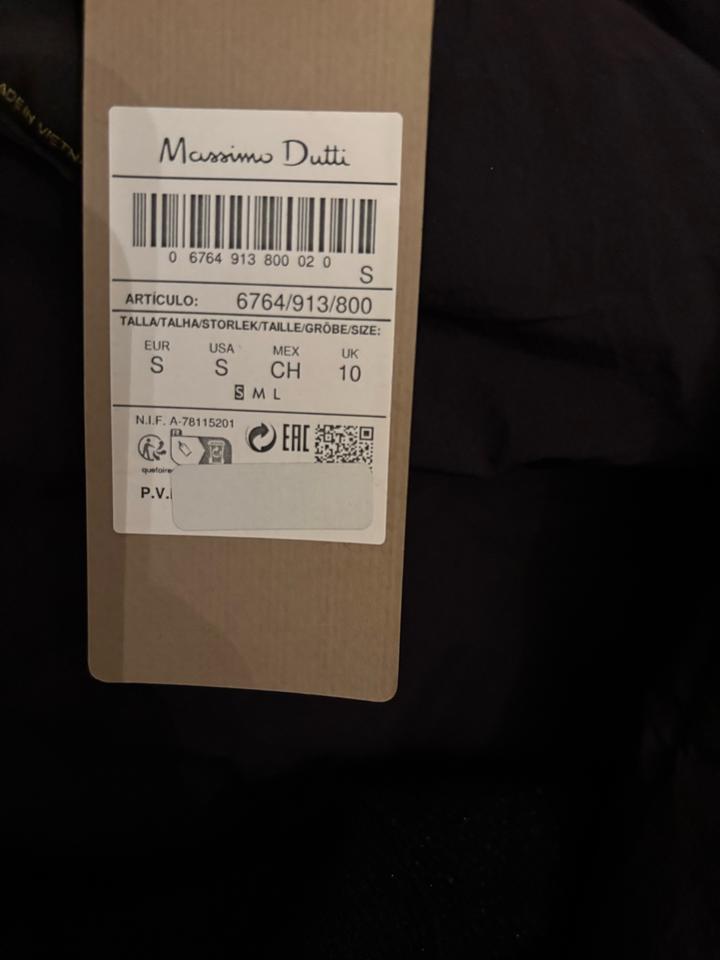 Massimo Dutti
0 6764 913 800 02 0
S
ARTÍCULO: 6764/913/800
TALLA/TALHA/STORLEK/TAILLE/GRÖBE/SIZE:
EUR USA MEX UK
S S CH 10
S M L
N.I.F. A-78115201
FR
EAC
P.V.